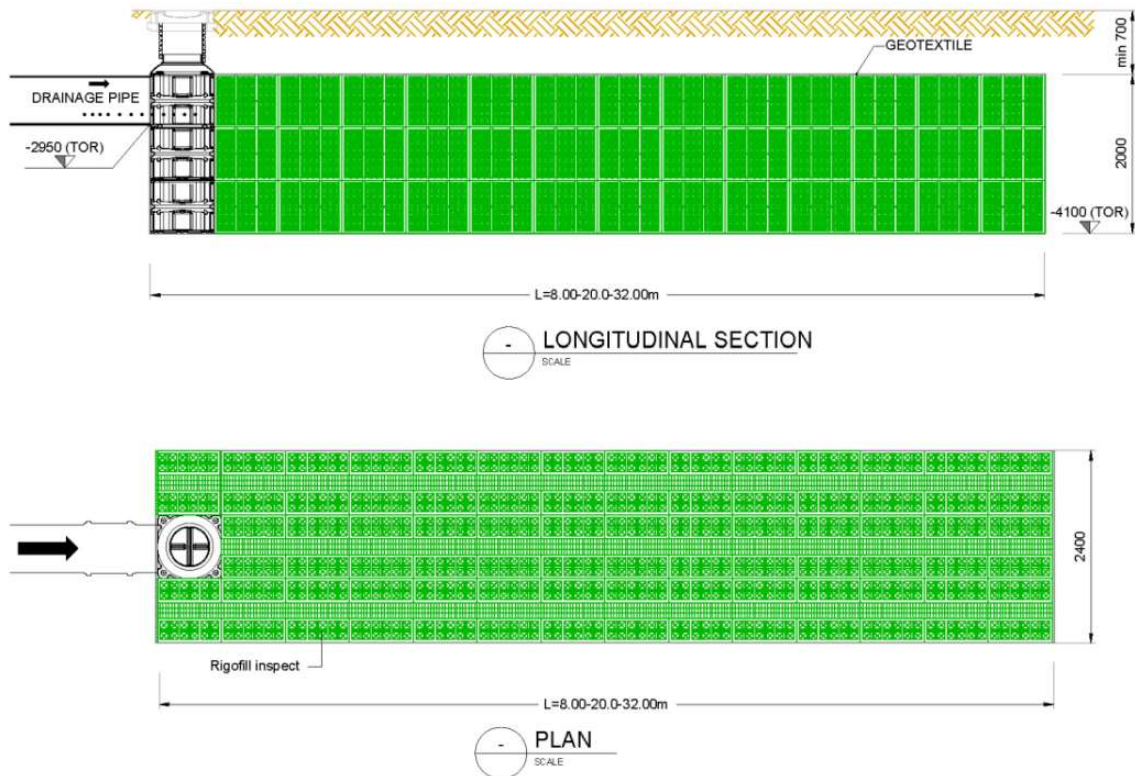 GEOTEXTILE
min 700
DRAINAGE PIPE
-2950 (TOR)
2000
-4100 (TOR)
L=8.00-20.0-32.00m
-
LONGITUDINAL SECTION
SCALE
2400
Rigofill inspect
L=8.00-20.0-32.00m
-
PLAN
SCALE